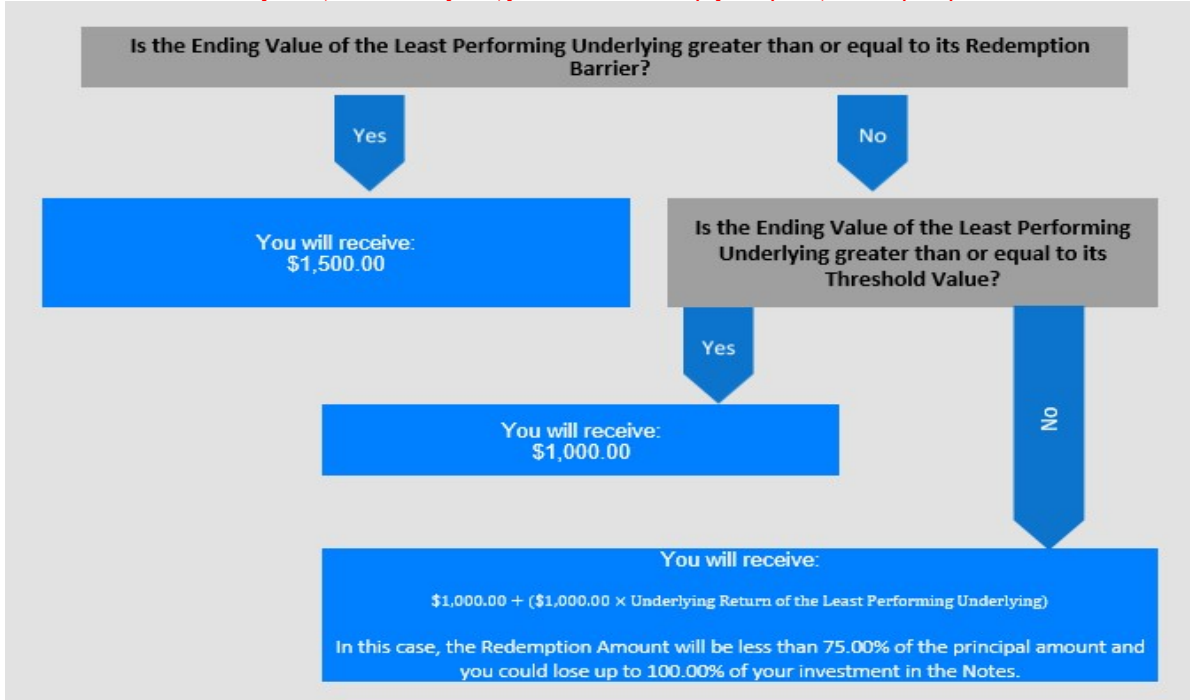 Is the Ending Value of the Least Performing Underlying greater than or equal to its Redemption
Barrier?
Yes
No
You will receive:
$1,500.00
Is the Ending Value of the Least Performing
Underlying greater than or equal to its
Threshold Value?
Yes
No
You will receive:
$1,000.00
You will receive:
$1,000.00 + ($1,000.00 × Underlying Return of the Least Performing Underlying)
In this case, the Redemption Amount will be less than 75.00% of the principal amount and
you could lose up to 100.00% of your investment in the Notes.